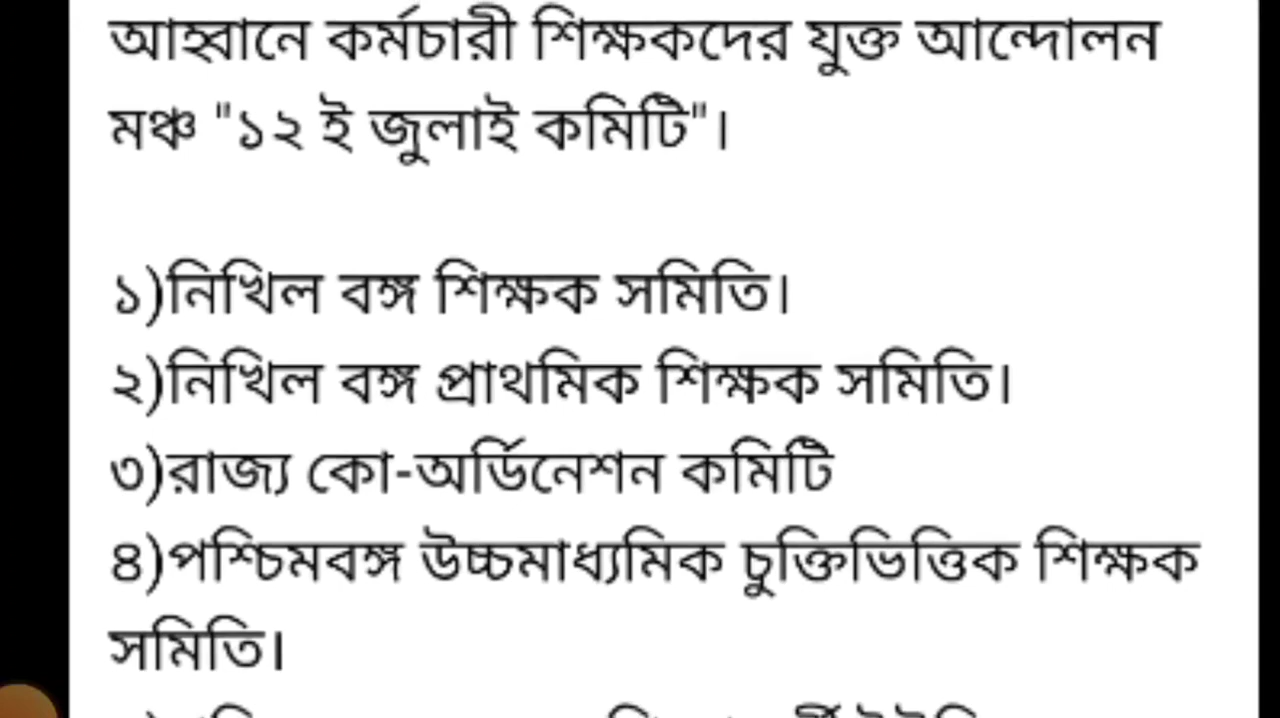 আহ্বানে কর্মচারী শিক্ষকদের যুক্ত আন্দোলন
মঞ্চ "১২ ই জুলাই কমিটি"।
১)নিখিল বঙ্গ শিক্ষক সমিতি।
২)নিখিল বঙ্গ প্রাথমিক শিক্ষক সমিতি।
৩)রাজ্য কো-অর্ডিনেশন কমিটি
৪)পশ্চিমবঙ্গ উচ্চমাধ্যমিক চুক্তিভিত্তিক শিক্ষক
সমিতি।